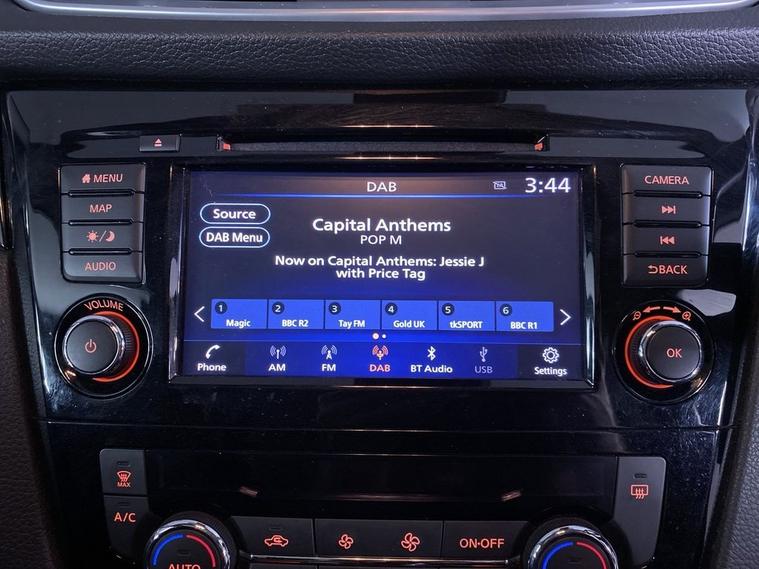 MENU
MAP
AUDIO
VOLUME
DAB
3:44
Source
DAB Menu
Capital Anthems
POP M
Now on Capital Anthems: Jessie J
with Price Tag
1 2 3 4 5 6
Magic BBC R2 Tay FM Gold UK tkSPORT BBC R1
Phone AM FM DAB BT Audio USB Settings
CAMERA
BACK
OK
MAX
A/C
AUTO
ON·OFF